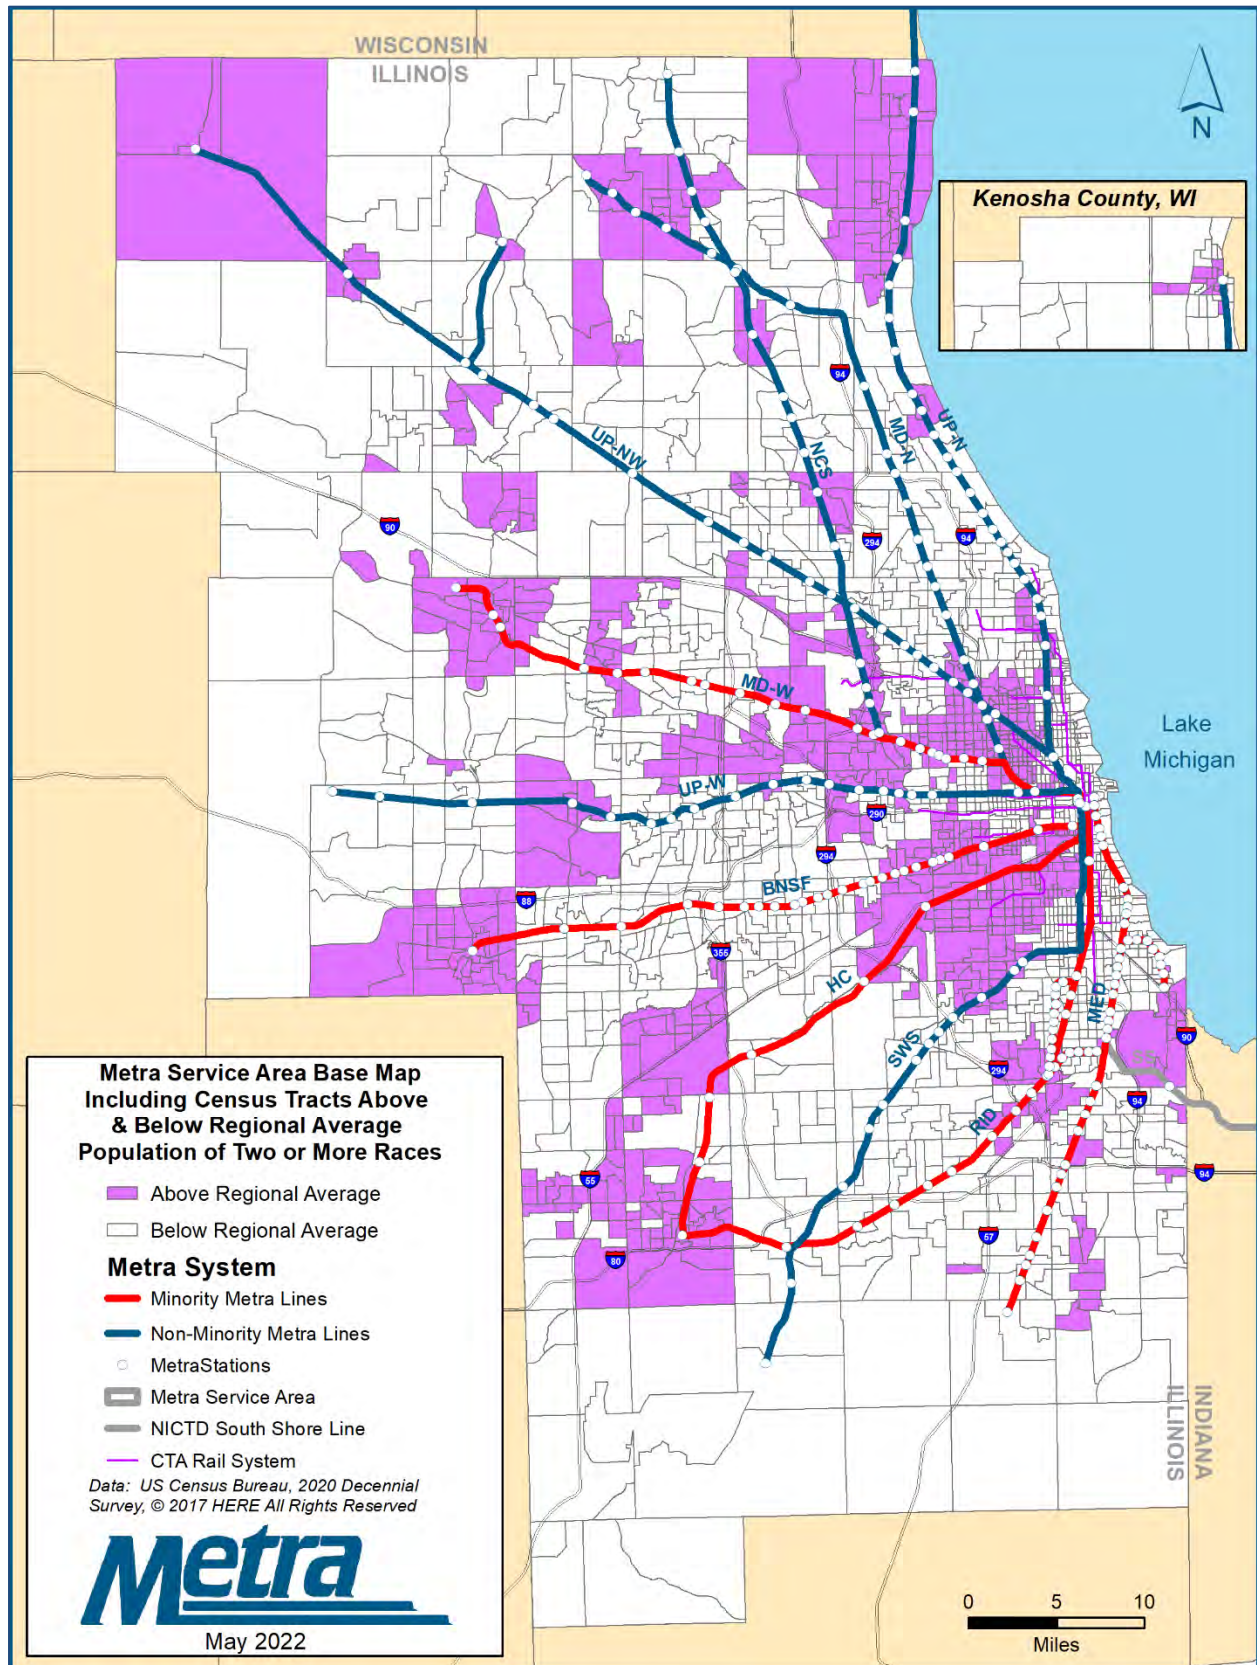 WISCONSIN
ILLINOIS
N
Kenosha County, WI
94
UP-N
MD-N
NCS
UP-NW
90
294
94
MD-W
Lake
Michigan
UP-W
290
294
BNSF
88
355
HC
MED
SWS
90
294
94
RID
94
55
67
80
INDIANA
ILLINOIS
Metra Service Area Base Map
Including Census Tracts Above
& Below Regional Average
Population of Two or More Races
Above Regional Average
Below Regional Average
Metra System
Minority Metra Lines
Non-Minority Metra Lines
MetraStations
Metra Service Area
NICTD South Shore Line
CTA Rail System
Data: US Census Bureau, 2020 Decennial
Survey, © 2017 HERE All Rights Reserved
Metra
May 2022
0 5 10
Miles